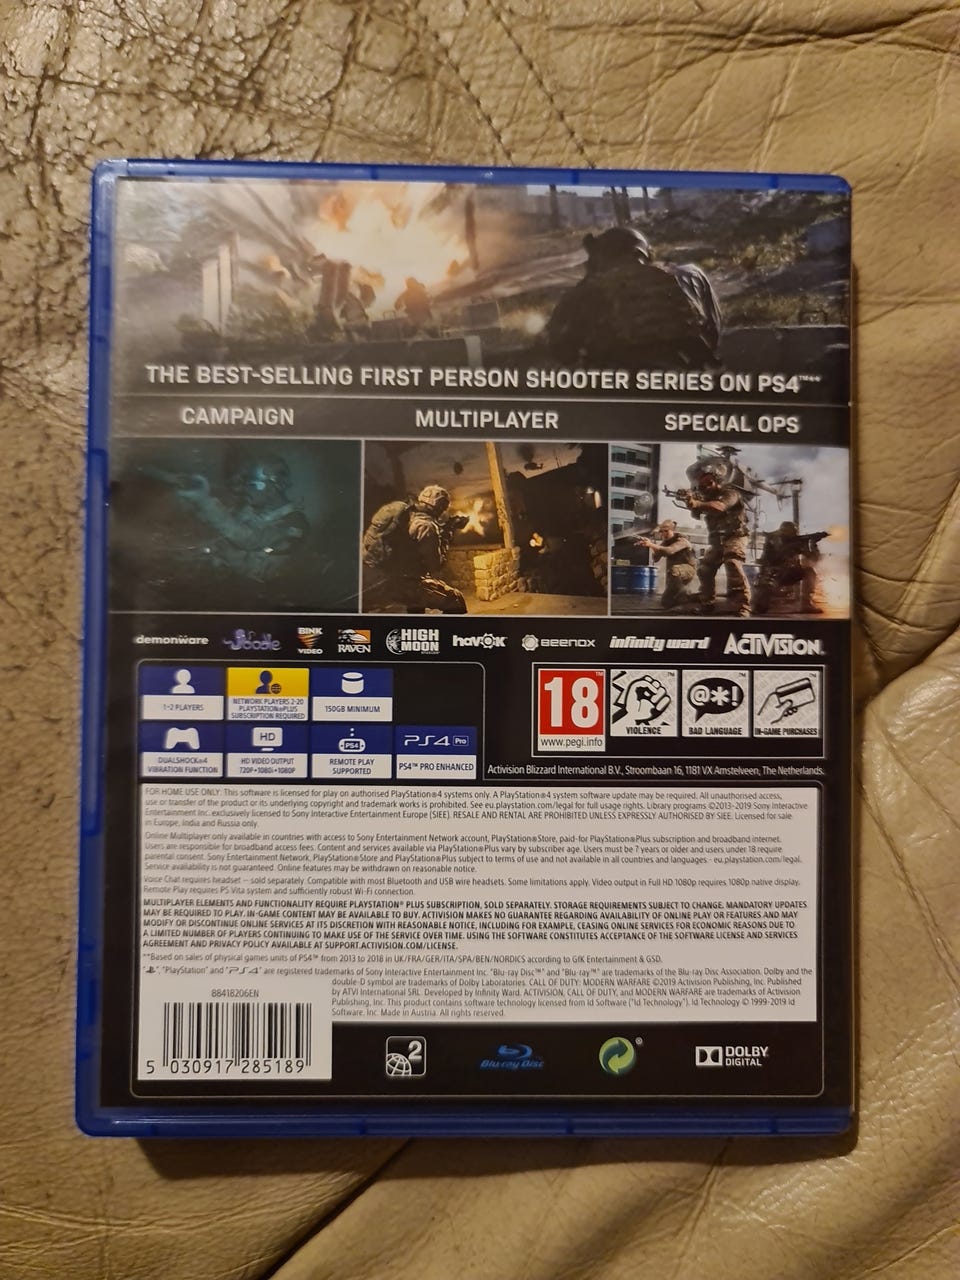 THE BEST-SELLING FIRST PERSON SHOOTER SERIES ON PS4™**
CAMPAIGN MULTIPLAYER SPECIAL OPS
demonware oodle BINK VIDEO RAVEN HIGH MOON STUDIOS havok BEENOX infinity ward ACTIVISION
1-2 PLAYERS
NETWORK PLAYERS 2-20
PLAYSTATION®PLUS
SUBSCRIPTION REQUIRED
150GB MINIMUM
DUALSHOCK®4
VIBRATION FUNCTION
HD
HD VIDEO OUTPUT
720P•1080i•1080P
PS4
REMOTE PLAY
SUPPORTED
PS4 Pro
PS4™ PRO ENHANCED
18
www.pegi.info
VIOLENCE
@*!
BAD LANGUAGE
IN-GAME PURCHASES
Activision Blizzard International B.V., Stroombaan 16, 1181 VX Amstelveen, The Netherlands.
FOR HOME USE ONLY: This software is licensed for play on authorised PlayStation®4 systems only. A PlayStation®4 system software update may be required. All unauthorised access,
use or transfer of the product or its underlying copyright and trademark works is prohibited. See eu.playstation.com/legal for full usage rights. Library programs ©2013-2019 Sony Interactive
Entertainment Inc. exclusively licensed to Sony Interactive Entertainment Europe (SIEE). RESALE AND RENTAL ARE PROHIBITED UNLESS EXPRESSLY AUTHORISED BY SIEE. Licensed for sale
in Europe, India and Russia only.
Online Multiplayer only available in countries with access to Sony Entertainment Network account, PlayStation®Store, paid-for PlayStation®Plus subscription and broadband internet.
Users are responsible for broadband access fees. Content and services available via PlayStation®Plus vary by subscriber age. Users must be 7 years or older and users under 18 require
parental consent. Sony Entertainment Network, PlayStation®Store and PlayStation®Plus subject to terms of use and not available in all countries and languages - eu.playstation.com/legal.
Service availability is not guaranteed. Online features may be withdrawn on reasonable notice.
Voice Chat requires headset – sold separately. Compatible with most Bluetooth and USB wire headsets. Some limitations apply. Video output in Full HD 1080p requires 1080p native display.
Remote Play requires PS Vita system and sufficiently robust Wi-Fi connection.
MULTIPLAYER ELEMENTS AND FUNCTIONALITY REQUIRE PLAYSTATION® PLUS SUBSCRIPTION, SOLD SEPARATELY. STORAGE REQUIREMENTS SUBJECT TO CHANGE. MANDATORY UPDATES
MAY BE REQUIRED TO PLAY. IN-GAME CONTENT MAY BE AVAILABLE TO BUY. ACTIVISION MAKES NO GUARANTEE REGARDING AVAILABILITY OF ONLINE PLAY OR FEATURES AND MAY
MODIFY OR DISCONTINUE ONLINE SERVICES AT ITS DISCRETION WITH REASONABLE NOTICE, INCLUDING FOR EXAMPLE, CEASING ONLINE SERVICES FOR ECONOMIC REASONS DUE TO
A LIMITED NUMBER OF PLAYERS CONTINUING TO MAKE USE OF THE SERVICE OVER TIME. USING THE SOFTWARE CONSTITUTES ACCEPTANCE OF THE SOFTWARE LICENSE AND SERVICES
AGREEMENT AND PRIVACY POLICY AVAILABLE AT SUPPORT.ACTIVISION.COM/LICENSE.
**Based on sales of physical games units of PS4™ from 2013 to 2018 in UK/FRA/GER/ITA/SPA/BEN/NORDICS according to GfK Entertainment & GSD.
"PlayStation" and "PS4" are registered trademarks of Sony Interactive Entertainment Inc. "Blu-ray Disc™" and "Blu-ray™" are trademarks of the Blu-ray Disc Association. Dolby and the
double-D symbol are trademarks of Dolby Laboratories. CALL OF DUTY: MODERN WARFARE ©2019 Activision Publishing, Inc. Published
by ATVI International SRL. Developed by Infinity Ward. ACTIVISION, CALL OF DUTY, and MODERN WARFARE are trademarks of Activision
Publishing, Inc. This product contains software technology licensed from Id Software ("Id Technology"). Id Technology © 1999-2019 Id
Software, Inc. Made in Austria. All rights reserved.
88418206EN
5 030917 285189
2
Blu-ray Disc™
®
DOLBY
DIGITAL